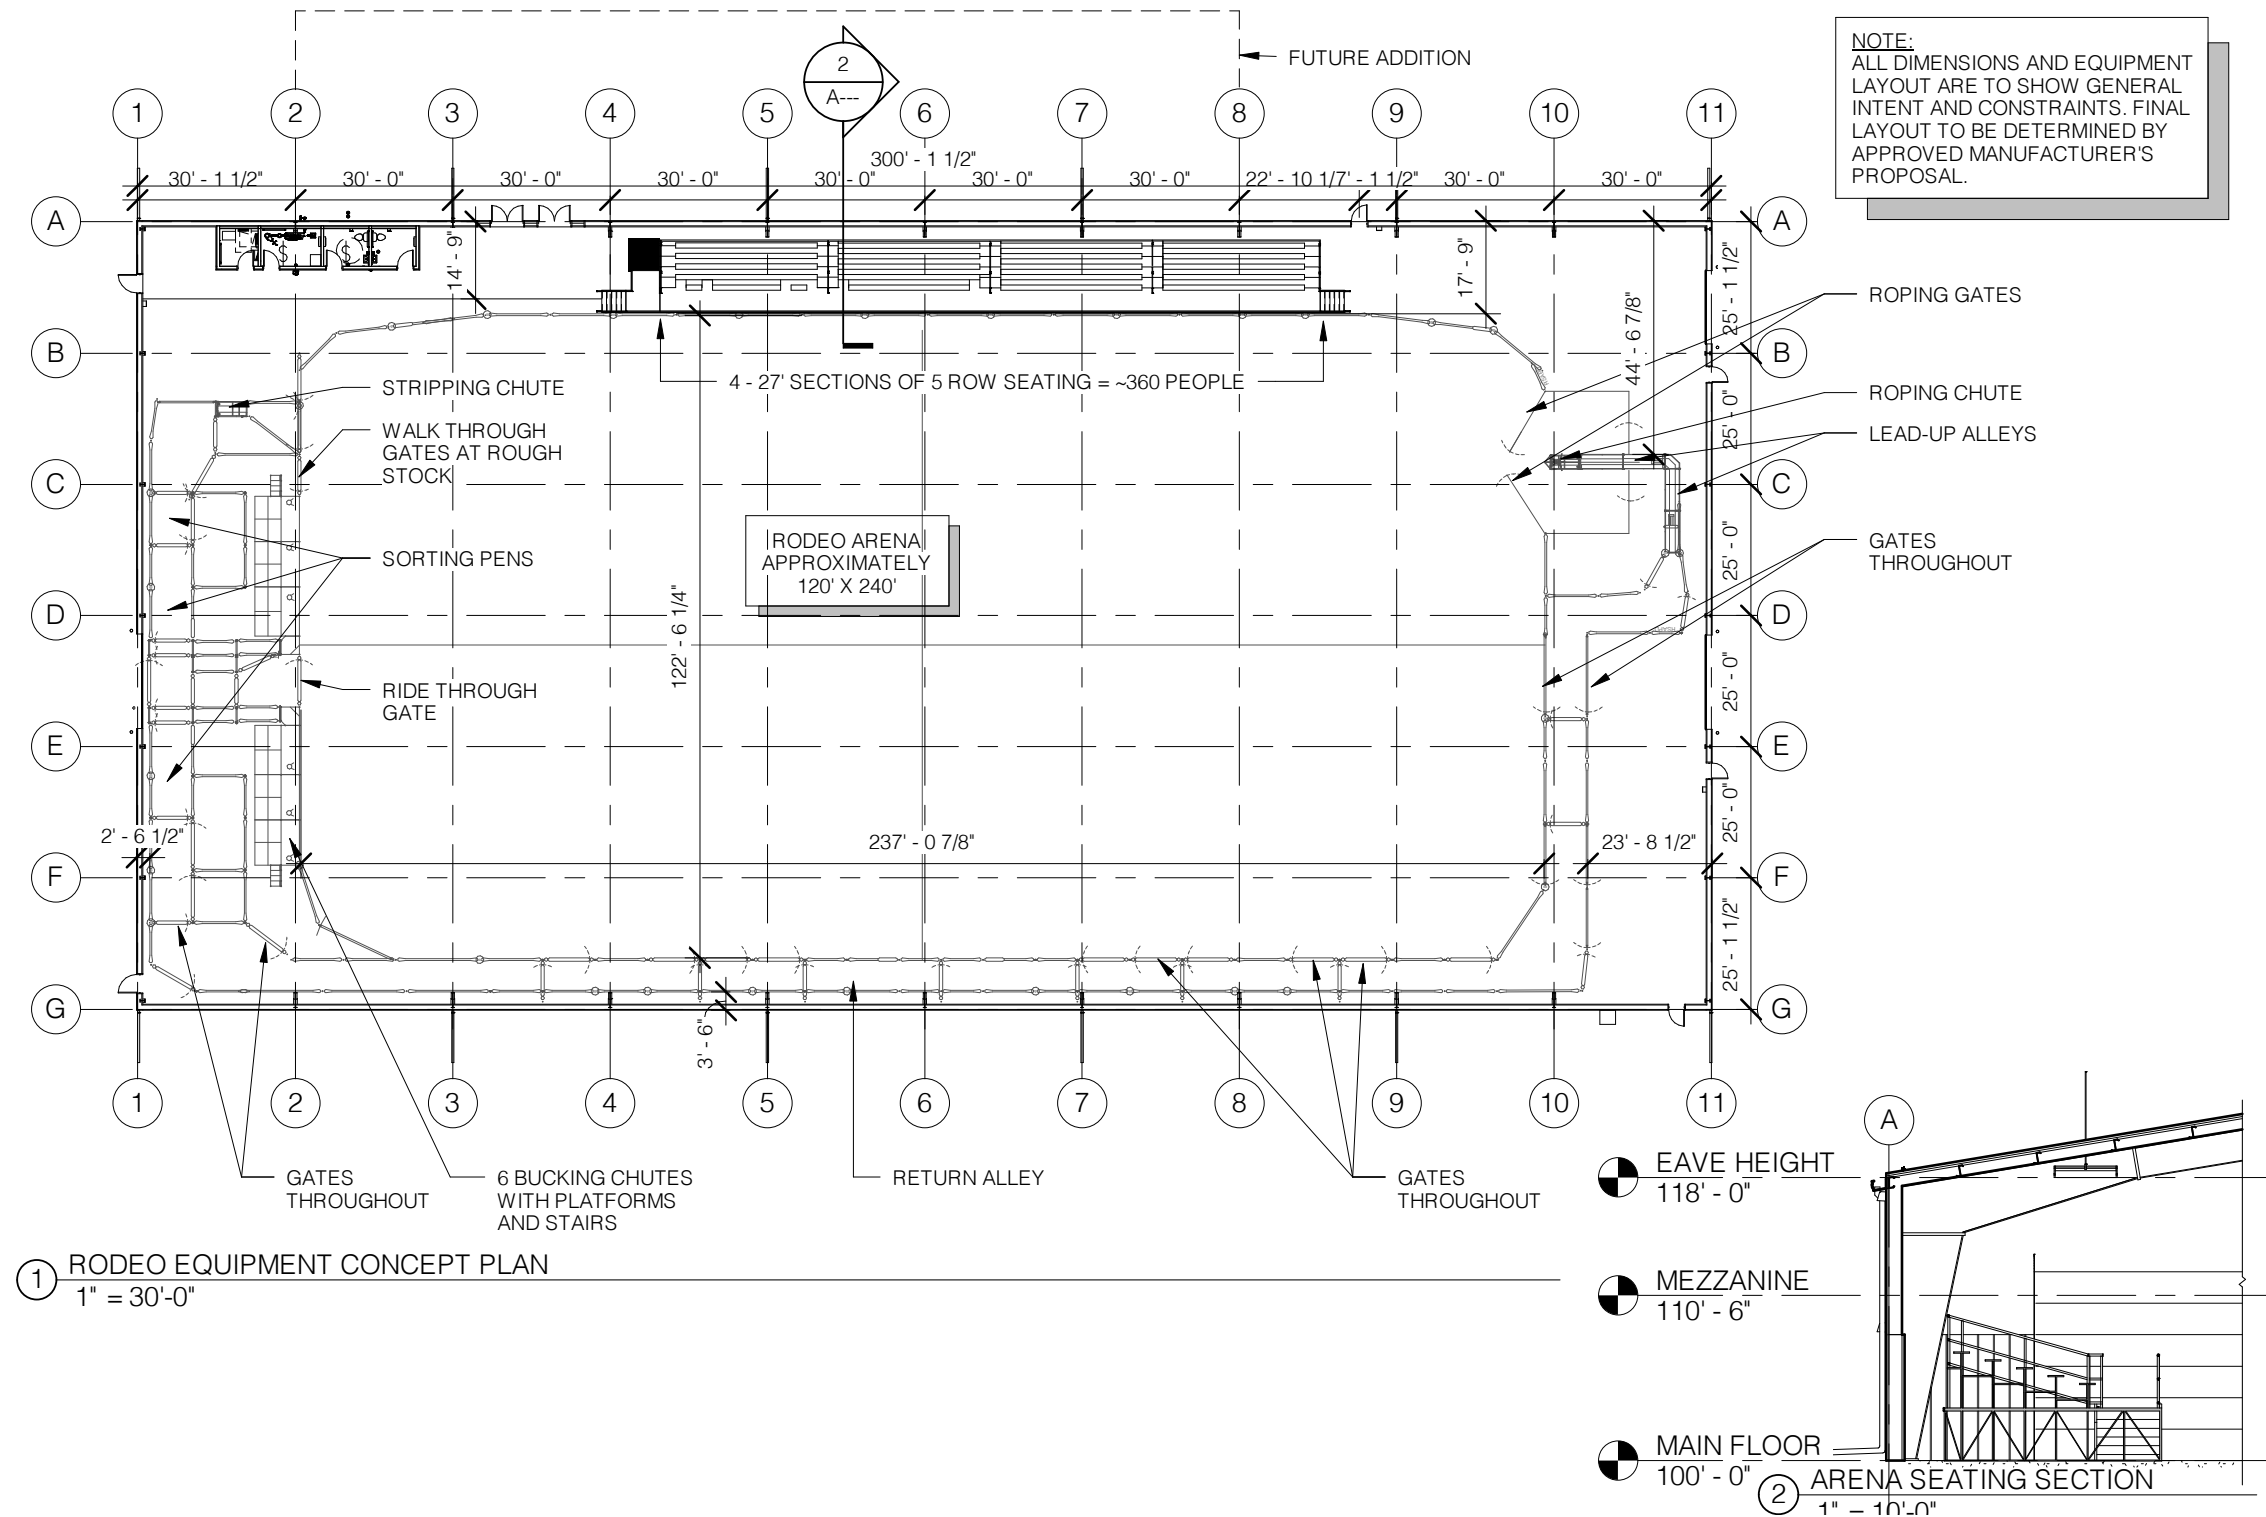 FUTURE ADDITION
2
A---
NOTE:
ALL DIMENSIONS AND EQUIPMENT
LAYOUT ARE TO SHOW GENERAL
INTENT AND CONSTRAINTS. FINAL
LAYOUT TO BE DETERMINED BY
APPROVED MANUFACTURER'S
PROPOSAL.
1 2 3 4 5 6 7 8 9 10 11
300' - 1 1/2"
30' - 1 1/2" 30' - 0" 30' - 0" 30' - 0" 30' - 0" 30' - 0" 30' - 0" 22' - 10 1/7' - 1 1/2" 30' - 0" 30' - 0"
A A
14' - 9"
17' - 9"
44' - 6 7/8"
25' - 1 1/2"
ROPING GATES
B B
STRIPPING CHUTE
4 - 27' SECTIONS OF 5 ROW SEATING = ~360 PEOPLE
ROPING CHUTE
25' - 0"
WALK THROUGH
GATES AT ROUGH
STOCK
LEAD-UP ALLEYS
C C
RODEO ARENA
APPROXIMATELY
120' X 240'
SORTING PENS
25' - 0"
GATES
THROUGHOUT
D D
122' - 6 1/4"
RIDE THROUGH
GATE
25' - 0"
E E
2' - 6 1/2"
237' - 0 7/8"
23' - 8 1/2"
25' - 0"
F F
25' - 1 1/2"
G G
3' - 6"
1 2 3 4 5 6 7 8 9 10 11
GATES
THROUGHOUT
6 BUCKING CHUTES
WITH PLATFORMS
AND STAIRS
RETURN ALLEY
GATES
THROUGHOUT
1 RODEO EQUIPMENT CONCEPT PLAN
1" = 30'-0"
A
EAVE HEIGHT
118' - 0"
MEZZANINE
110' - 6"
MAIN FLOOR
100' - 0"
2 ARENA SEATING SECTION
1" = 10'-0"